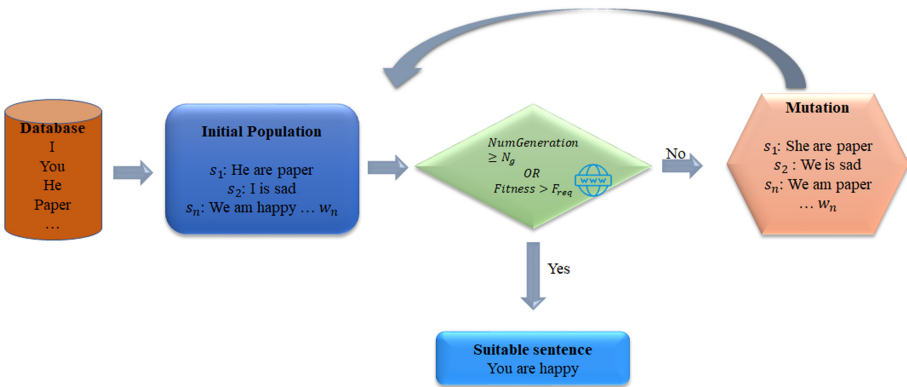 Database
I
You
He
Paper
...
Initial Population
s₁: He are paper
s₂: I is sad
sₙ: We am happy ... wₙ
NumGeneration
≥ N_g
OR
Fitness > F_req
WWW
No
Mutation
s₁: She are paper
s₂ : We is sad
sₙ: We am paper
... wₙ
Yes
Suitable sentence
You are happy